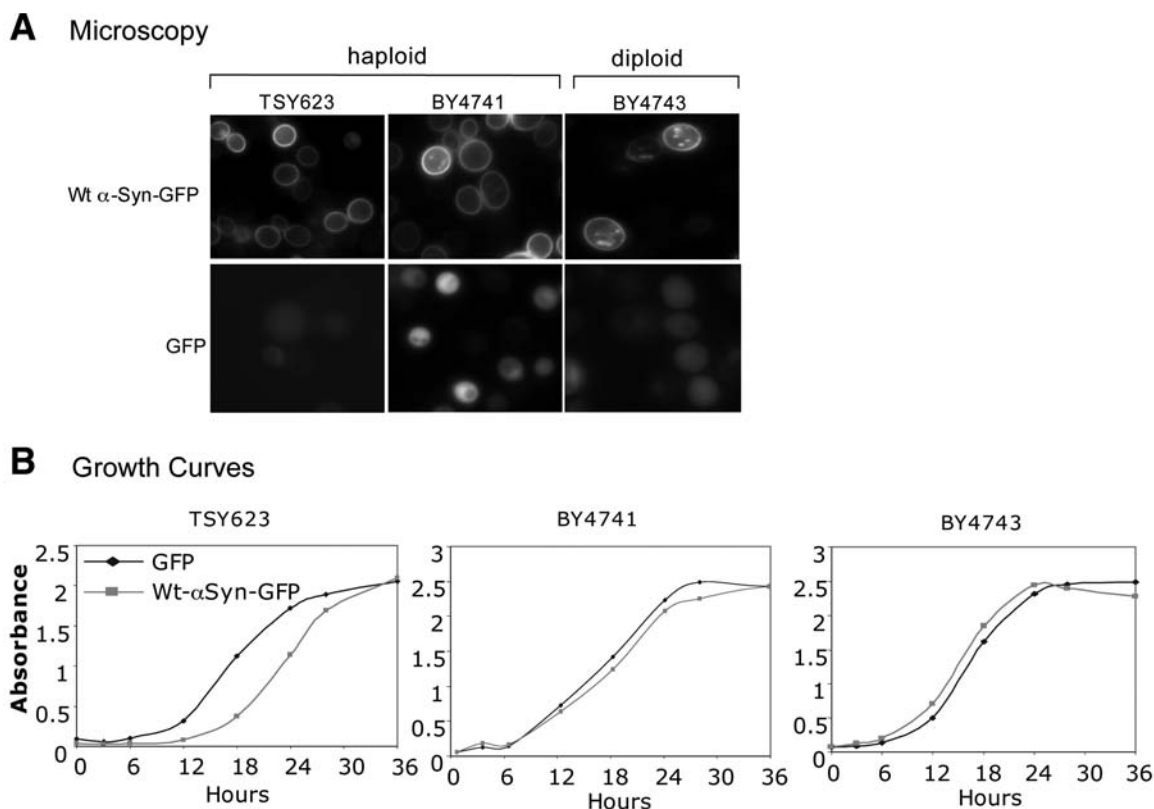 A Microscopy
haploid diploid
TSY623 BY4741 BY4743
Wt α-Syn-GFP
GFP
B Growth Curves
TSY623
GFP
Wt-αSyn-GFP
Absorbance
2.5
2
1.5
1
0.5
0
0 6 12 18 24 30 36
Hours
BY4741
3
2.5
2
1.5
1
0.5
0
0 6 12 18 24 30 36
Hours
BY4743
3
2.5
2
1.5
1
0.5
0
0 6 12 18 24 30 36
Hours